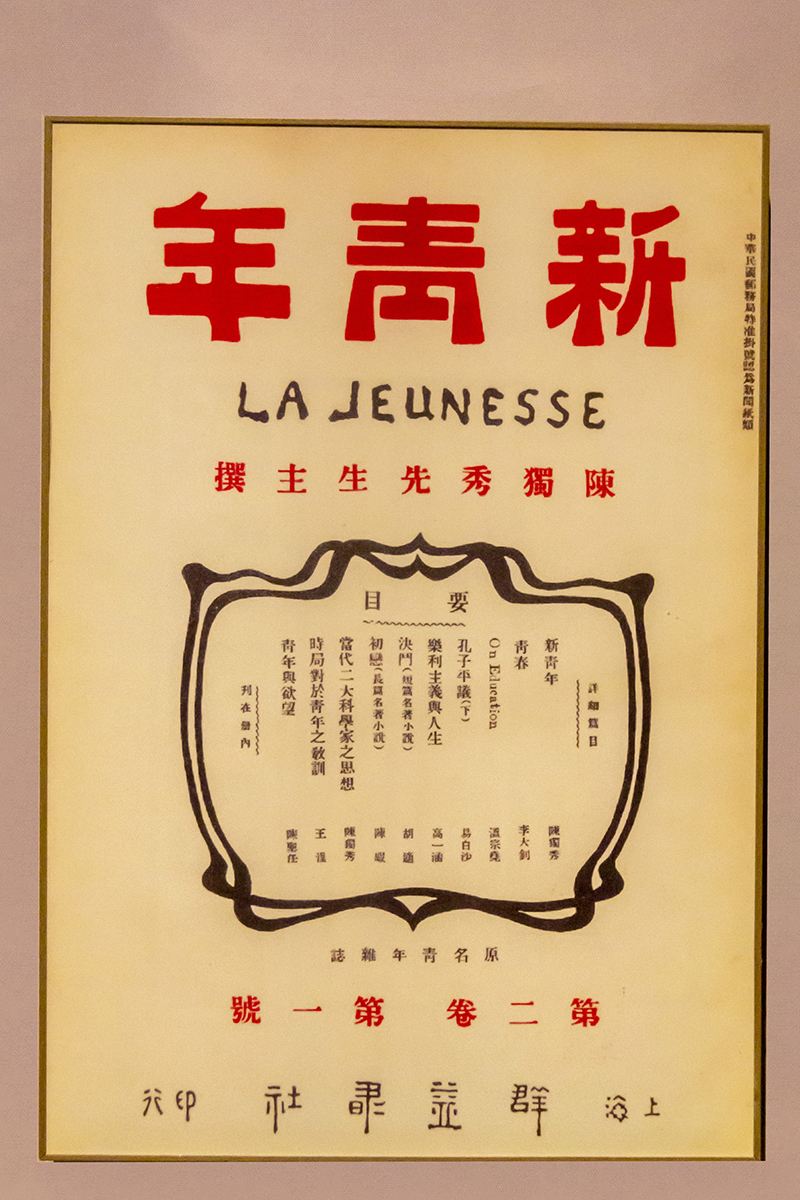 新青年
LA JEUNESSE
陳獨秀先生主撰
中華民國郵務局特准掛號認爲新聞紙類
要目
詳細篇目
新青年 陳獨秀
青春 李大釗
On Education 溫宗堯
孔子平議(下) 易白沙
樂利主義與人生 高一涵
決鬥(短篇名著小說) 胡適
初戀(長篇名著小說) 陳嘏
當代二大科學家之思想 陳獨秀
時局對於青年之敎訓 王淮
青年與欲望 陳聖任
列在册內
原名青年雜誌
第二卷 第一號
上海 群益書社 印行